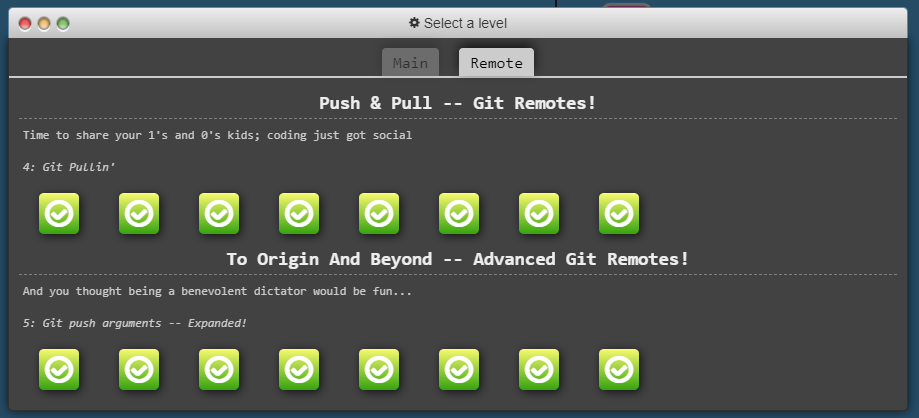 Select a level
Main
Remote
Push & Pull -- Git Remotes!
Time to share your 1's and 0's kids; coding just got social
4: Git Pullin'
To Origin And Beyond -- Advanced Git Remotes!
And you thought being a benevolent dictator would be fun...
5: Git push arguments -- Expanded!